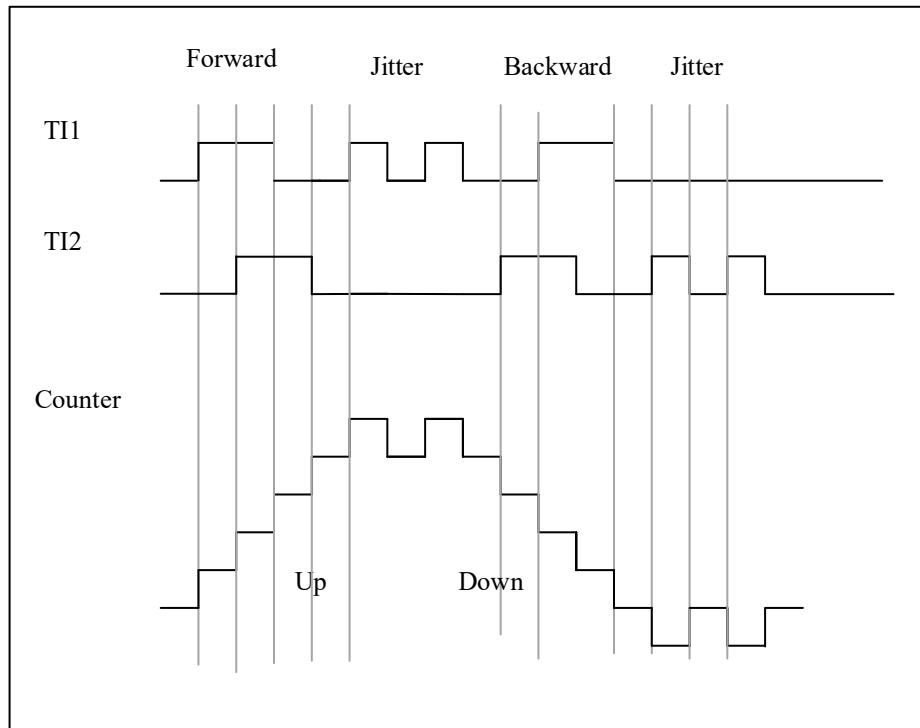 Forward
Jitter
Backward
Jitter
TI1
TI2
Counter
Up
Down